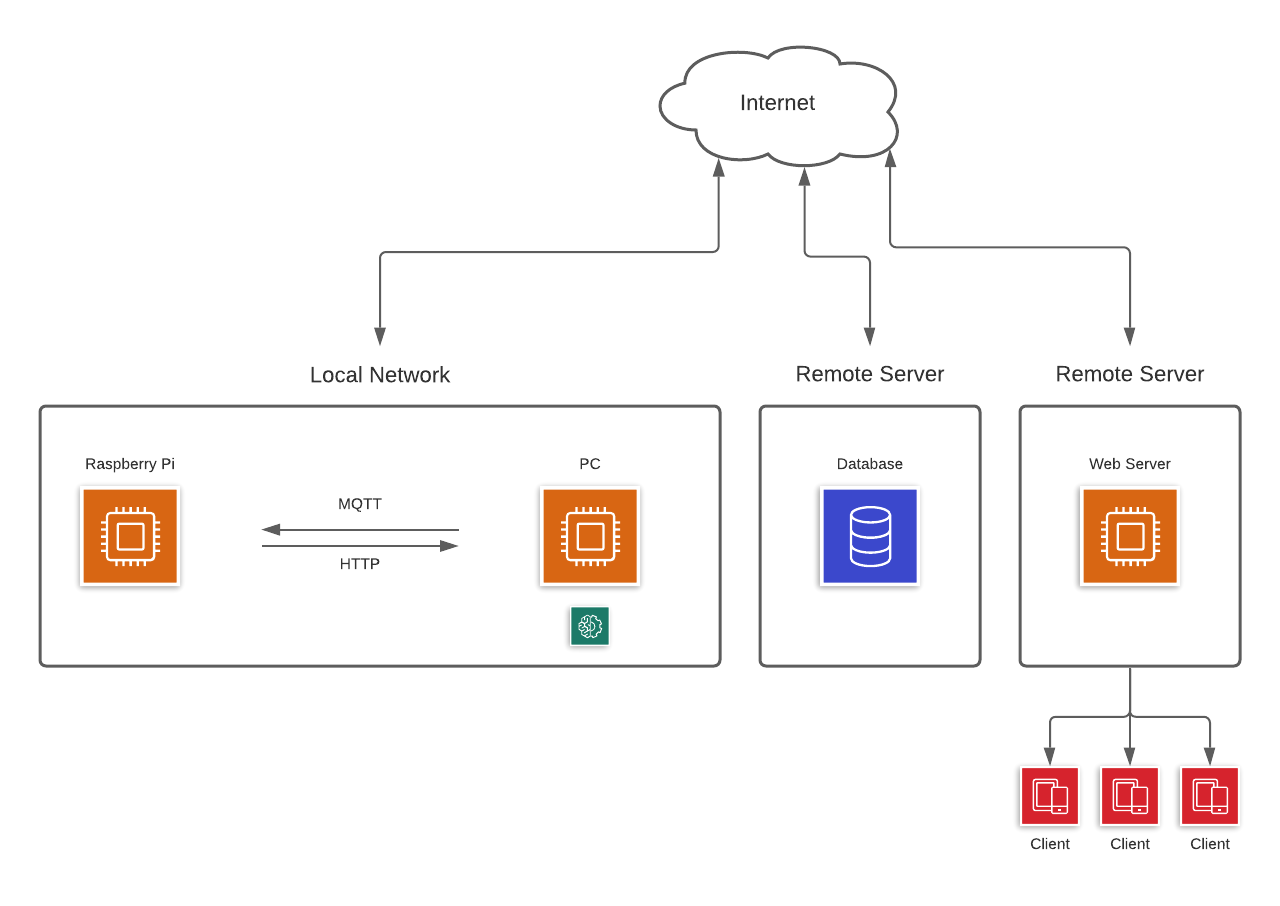 Internet
Local Network
Remote Server
Remote Server
Raspberry Pi
MQTT
HTTP
PC
Database
Web Server
Client
Client
Client